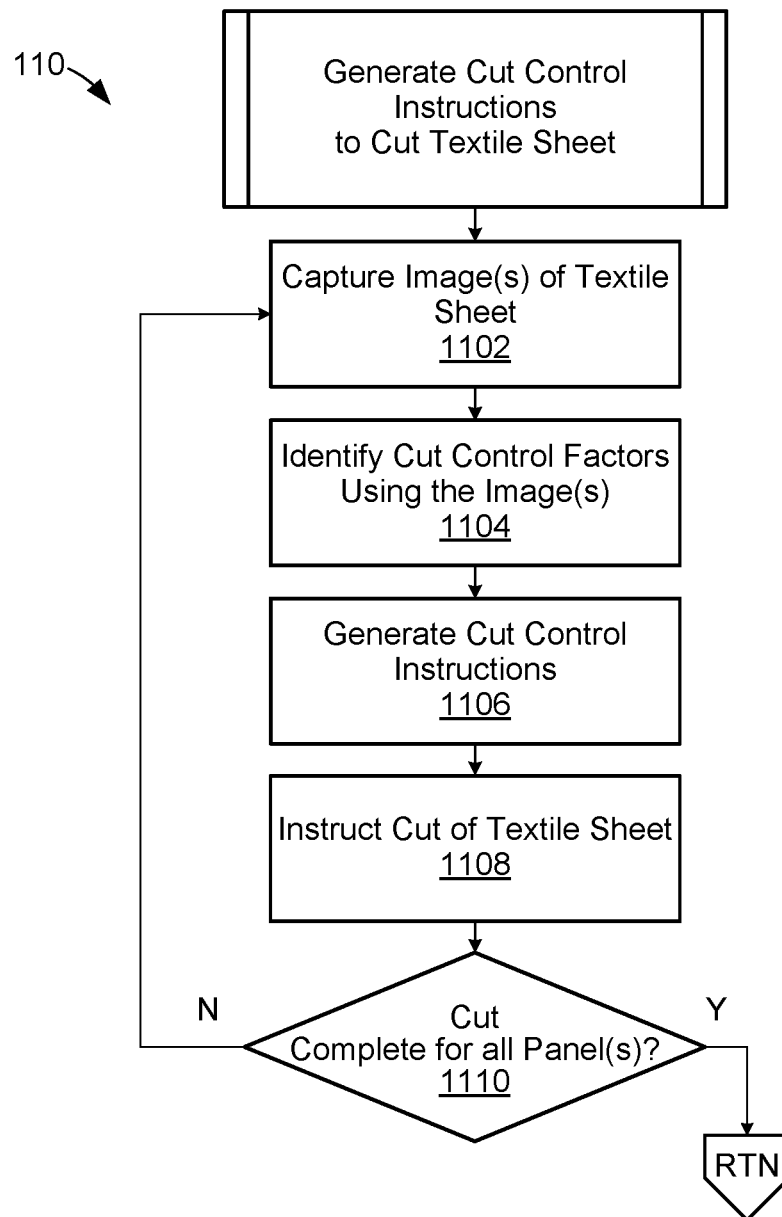 110
Generate Cut Control
Instructions
to Cut Textile Sheet
Capture Image(s) of Textile
Sheet
1102
Identify Cut Control Factors
Using the Image(s)
1104
Generate Cut Control
Instructions
1106
Instruct Cut of Textile Sheet
1108
N
Y
Cut
Complete for all Panel(s)?
1110
RTN